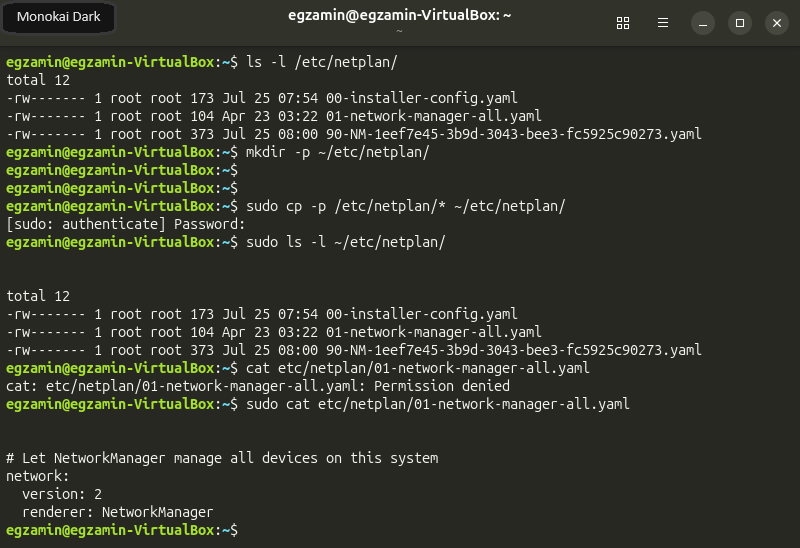 Monokai Dark
egzamin@egzamin-VirtualBox: ~
~
egzamin@egzamin-VirtualBox:~$ ls -l /etc/netplan/
total 12
-rw------- 1 root root 173 Jul 25 07:54 00-installer-config.yaml
-rw------- 1 root root 104 Apr 23 03:22 01-network-manager-all.yaml
-rw------- 1 root root 373 Jul 25 08:00 90-NM-1eef7e45-3b9d-3043-bee3-fc5925c90273.yaml
egzamin@egzamin-VirtualBox:~$ mkdir -p ~/etc/netplan/
egzamin@egzamin-VirtualBox:~$
egzamin@egzamin-VirtualBox:~$
egzamin@egzamin-VirtualBox:~$ sudo cp -p /etc/netplan/* ~/etc/netplan/
[sudo: authenticate] Password:
egzamin@egzamin-VirtualBox:~$ sudo ls -l ~/etc/netplan/
total 12
-rw------- 1 root root 173 Jul 25 07:54 00-installer-config.yaml
-rw------- 1 root root 104 Apr 23 03:22 01-network-manager-all.yaml
-rw------- 1 root root 373 Jul 25 08:00 90-NM-1eef7e45-3b9d-3043-bee3-fc5925c90273.yaml
egzamin@egzamin-VirtualBox:~$ cat etc/netplan/01-network-manager-all.yaml
cat: etc/netplan/01-network-manager-all.yaml: Permission denied
egzamin@egzamin-VirtualBox:~$ sudo cat etc/netplan/01-network-manager-all.yaml
# Let NetworkManager manage all devices on this system
network:
  version: 2
  renderer: NetworkManager
egzamin@egzamin-VirtualBox:~$